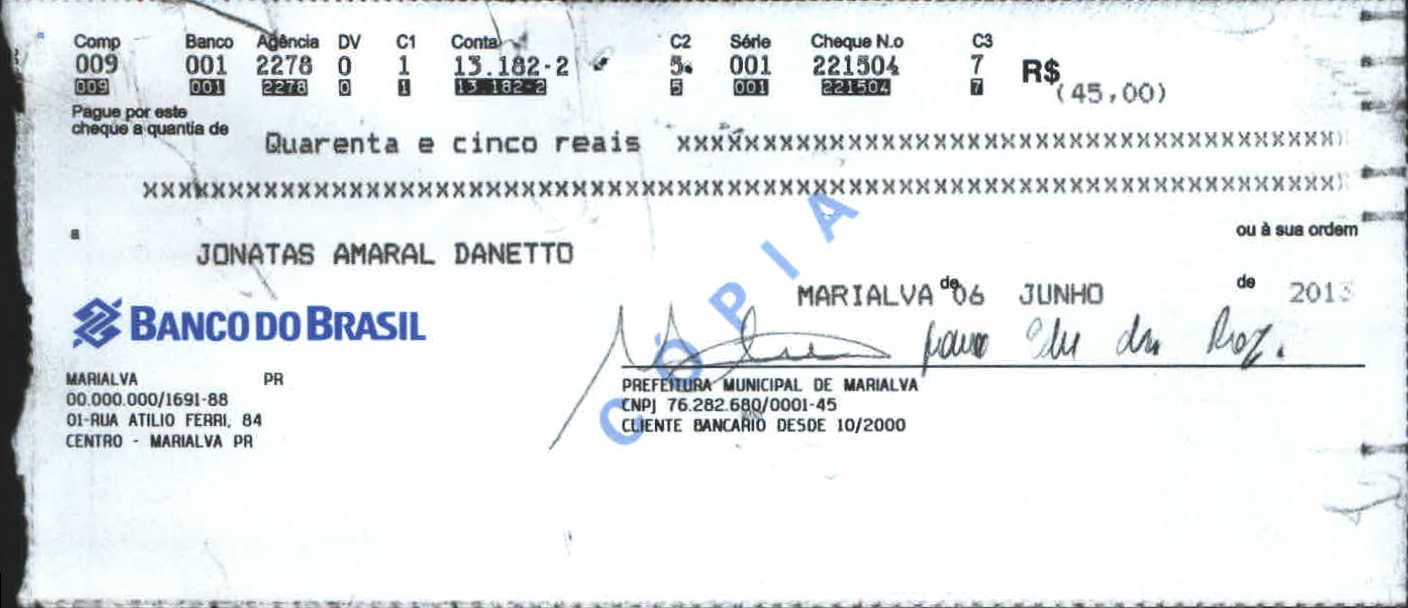 Comp Banco Agência DV C1 Conta C2 Série Cheque N.o C3
009 001 2278 0 1 13.182-2 5 001 221504 7 R$
009 001 2278 0 1 13 182-2 5 001 221504 7 (45,00)
Pague por este
cheque a quantia de
Quarenta e cinco reais xxxxxxxxxxxxxxxxxxxxxxxxxxxxxxxxxxxxxx
xxxxxxxxxxxxxxxxxxxxxxxxxxxxxxxxxxxxxxxxxxxxxxxxxxxxxxxxxxxxxxxxxxxx
a JONATAS AMARAL DANETTO ou à sua ordem
MARIALVA de 06 JUNHO de 2013
BANCO DO BRASIL
CÓPIA
MARIALVA PR
00.000.000/1691-88
01-RUA ATILIO FERRI, 84
CENTRO - MARIALVA PR
PREFEITURA MUNICIPAL DE MARIALVA
CNPJ 76.282.680/0001-45
CLIENTE BANCARIO DESDE 10/2000